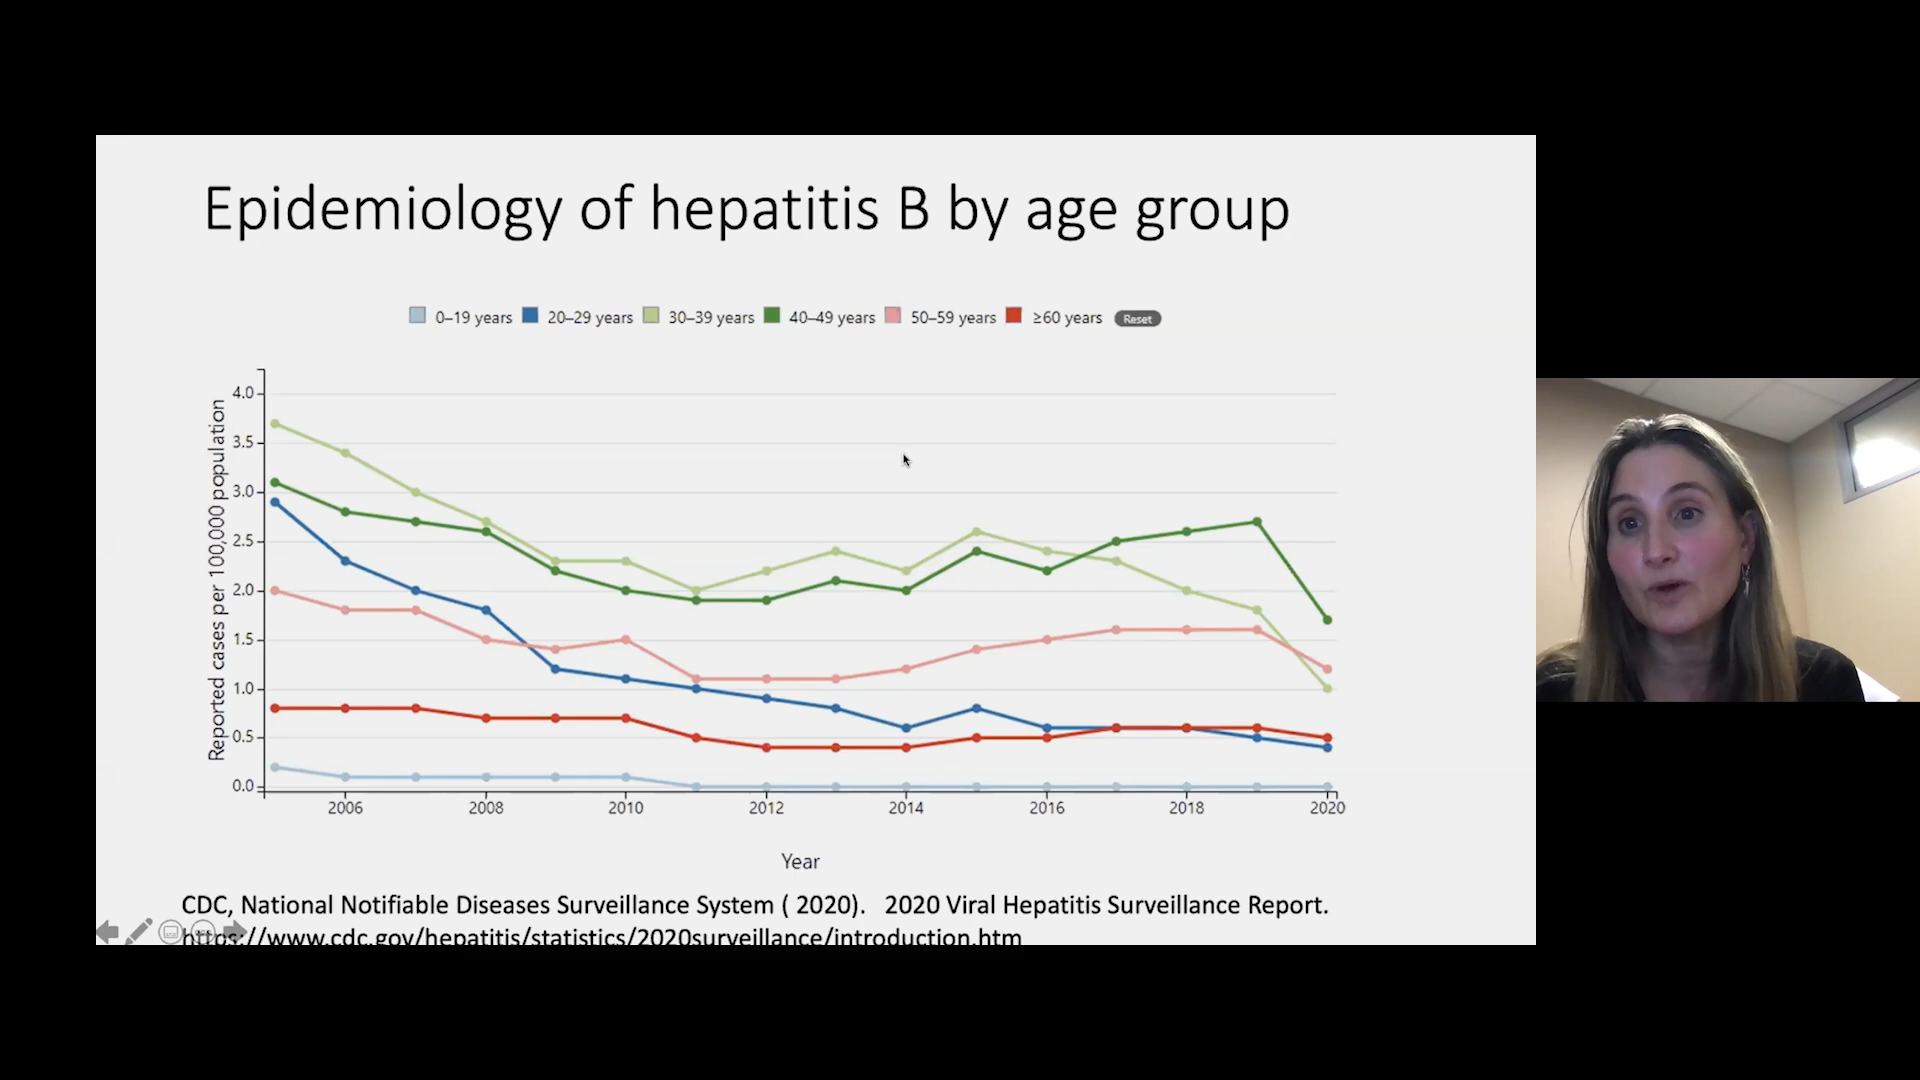 Epidemiology of hepatitis B by age group
0–19 years 20–29 years 30–39 years 40–49 years 50–59 years ≥60 years Reset
Reported cases per 100,000 population
4.0
3.5
3.0
2.5
2.0
1.5
1.0
0.5
0.0
2006 2008 2010 2012 2014 2016 2018 2020
Year
CDC, National Notifiable Diseases Surveillance System ( 2020). 2020 Viral Hepatitis Surveillance Report.
https://www.cdc.gov/hepatitis/statistics/2020surveillance/introduction.htm